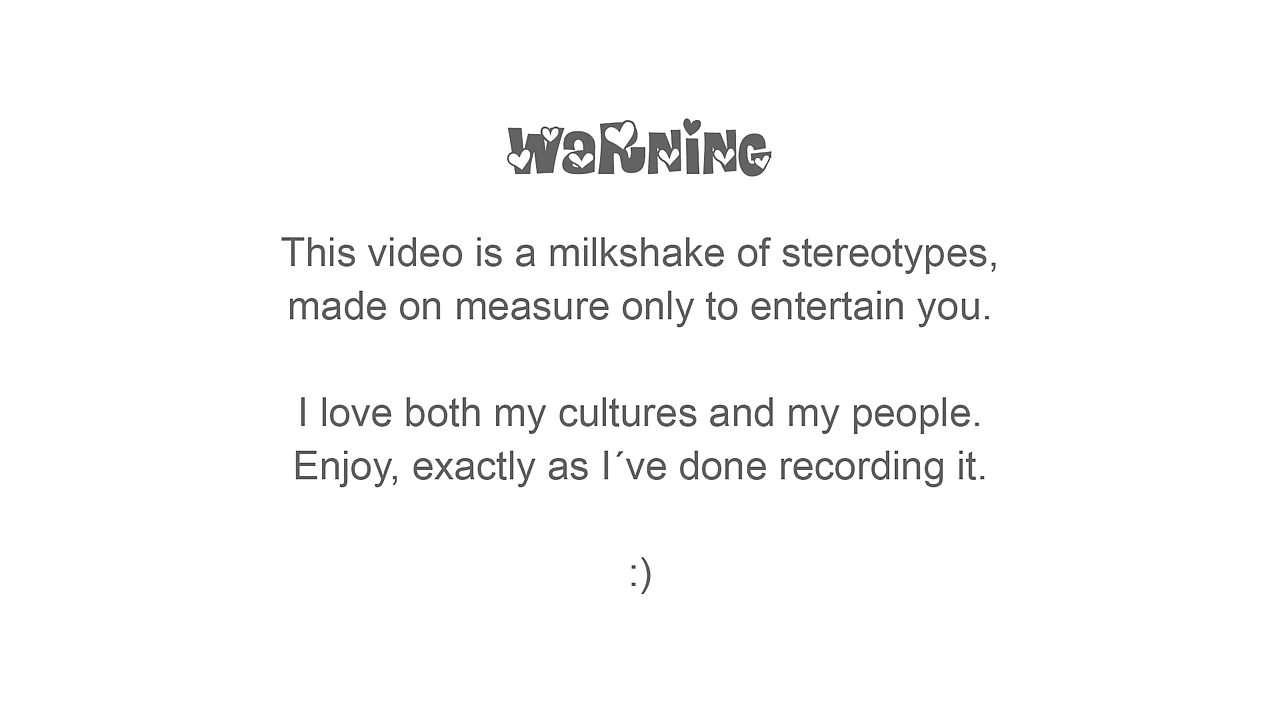 WaRNiNG
This video is a milkshake of stereotypes,
made on measure only to entertain you.
I love both my cultures and my people.
Enjoy, exactly as I´ve done recording it.
:)